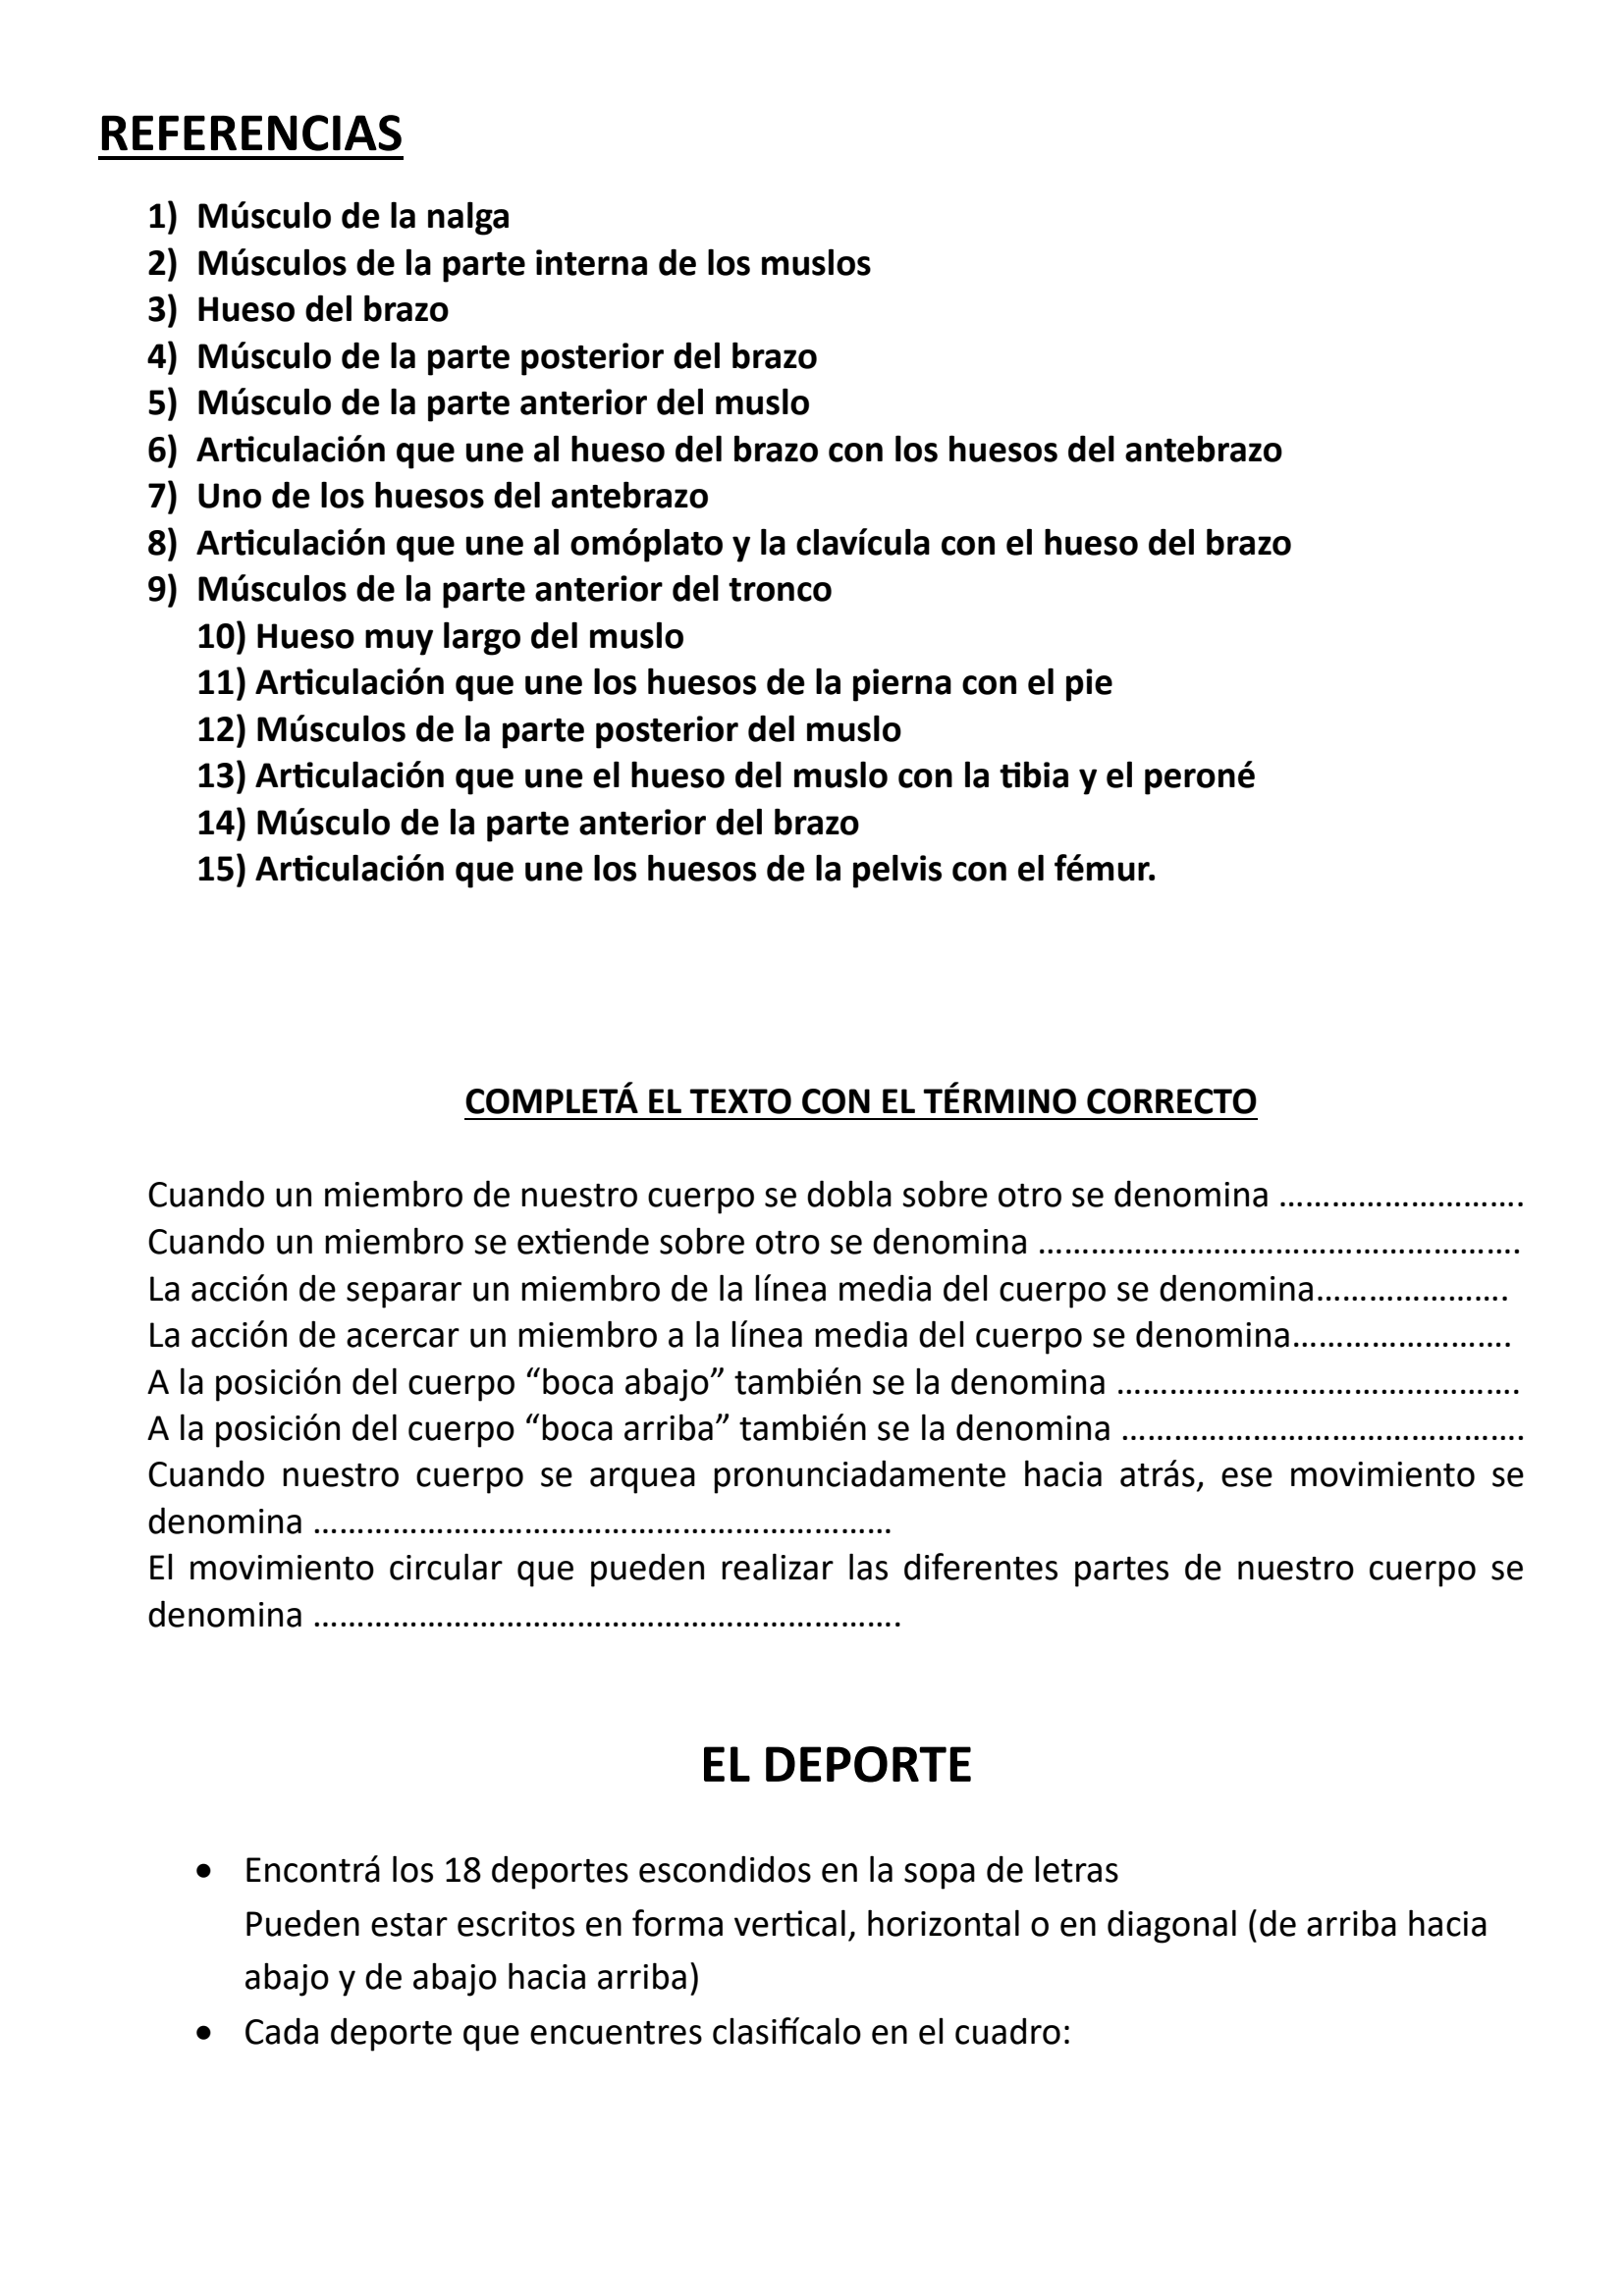 REFERENCIAS
1) Músculo de la nalga
2) Músculos de la parte interna de los muslos
3) Hueso del brazo
4) Músculo de la parte posterior del brazo
5) Músculo de la parte anterior del muslo
6) Articulación que une al hueso del brazo con los huesos del antebrazo
7) Uno de los huesos del antebrazo
8) Articulación que une al omóplato y la clavícula con el hueso del brazo
9) Músculos de la parte anterior del tronco
10) Hueso muy largo del muslo
11) Articulación que une los huesos de la pierna con el pie
12) Músculos de la parte posterior del muslo
13) Articulación que une el hueso del muslo con la tibia y el peroné
14) Músculo de la parte anterior del brazo
15) Articulación que une los huesos de la pelvis con el fémur.
COMPLETÁ EL TEXTO CON EL TÉRMINO CORRECTO
Cuando un miembro de nuestro cuerpo se dobla sobre otro se denomina ……………………….
Cuando un miembro se extiende sobre otro se denomina ……………………………………………….
La acción de separar un miembro de la línea media del cuerpo se denomina………………….
La acción de acercar un miembro a la línea media del cuerpo se denomina…………………….
A la posición del cuerpo “boca abajo” también se la denomina ……………………………………….
A la posición del cuerpo “boca arriba” también se la denomina ……………………………………….
Cuando nuestro cuerpo se arquea pronunciadamente hacia atrás, ese movimiento se
denomina …………………………………………………………
El movimiento circular que pueden realizar las diferentes partes de nuestro cuerpo se
denomina ………………………………………………………….
EL DEPORTE
• Encontrá los 18 deportes escondidos en la sopa de letras
Pueden estar escritos en forma vertical, horizontal o en diagonal (de arriba hacia
abajo y de abajo hacia arriba)
• Cada deporte que encuentres clasifícalo en el cuadro: